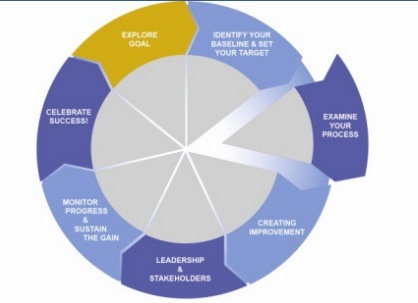 EXPLORE
GOAL
IDENTIFY YOUR
BASELINE & SET
YOUR TARGET
EXAMINE
YOUR
PROCESS
CREATING
IMPROVEMENT
LEADERSHIP
&
STAKEHOLDERS
MONITOR
PROGRESS
&
SUSTAIN
THE GAIN
CELEBRATE
SUCCESS!